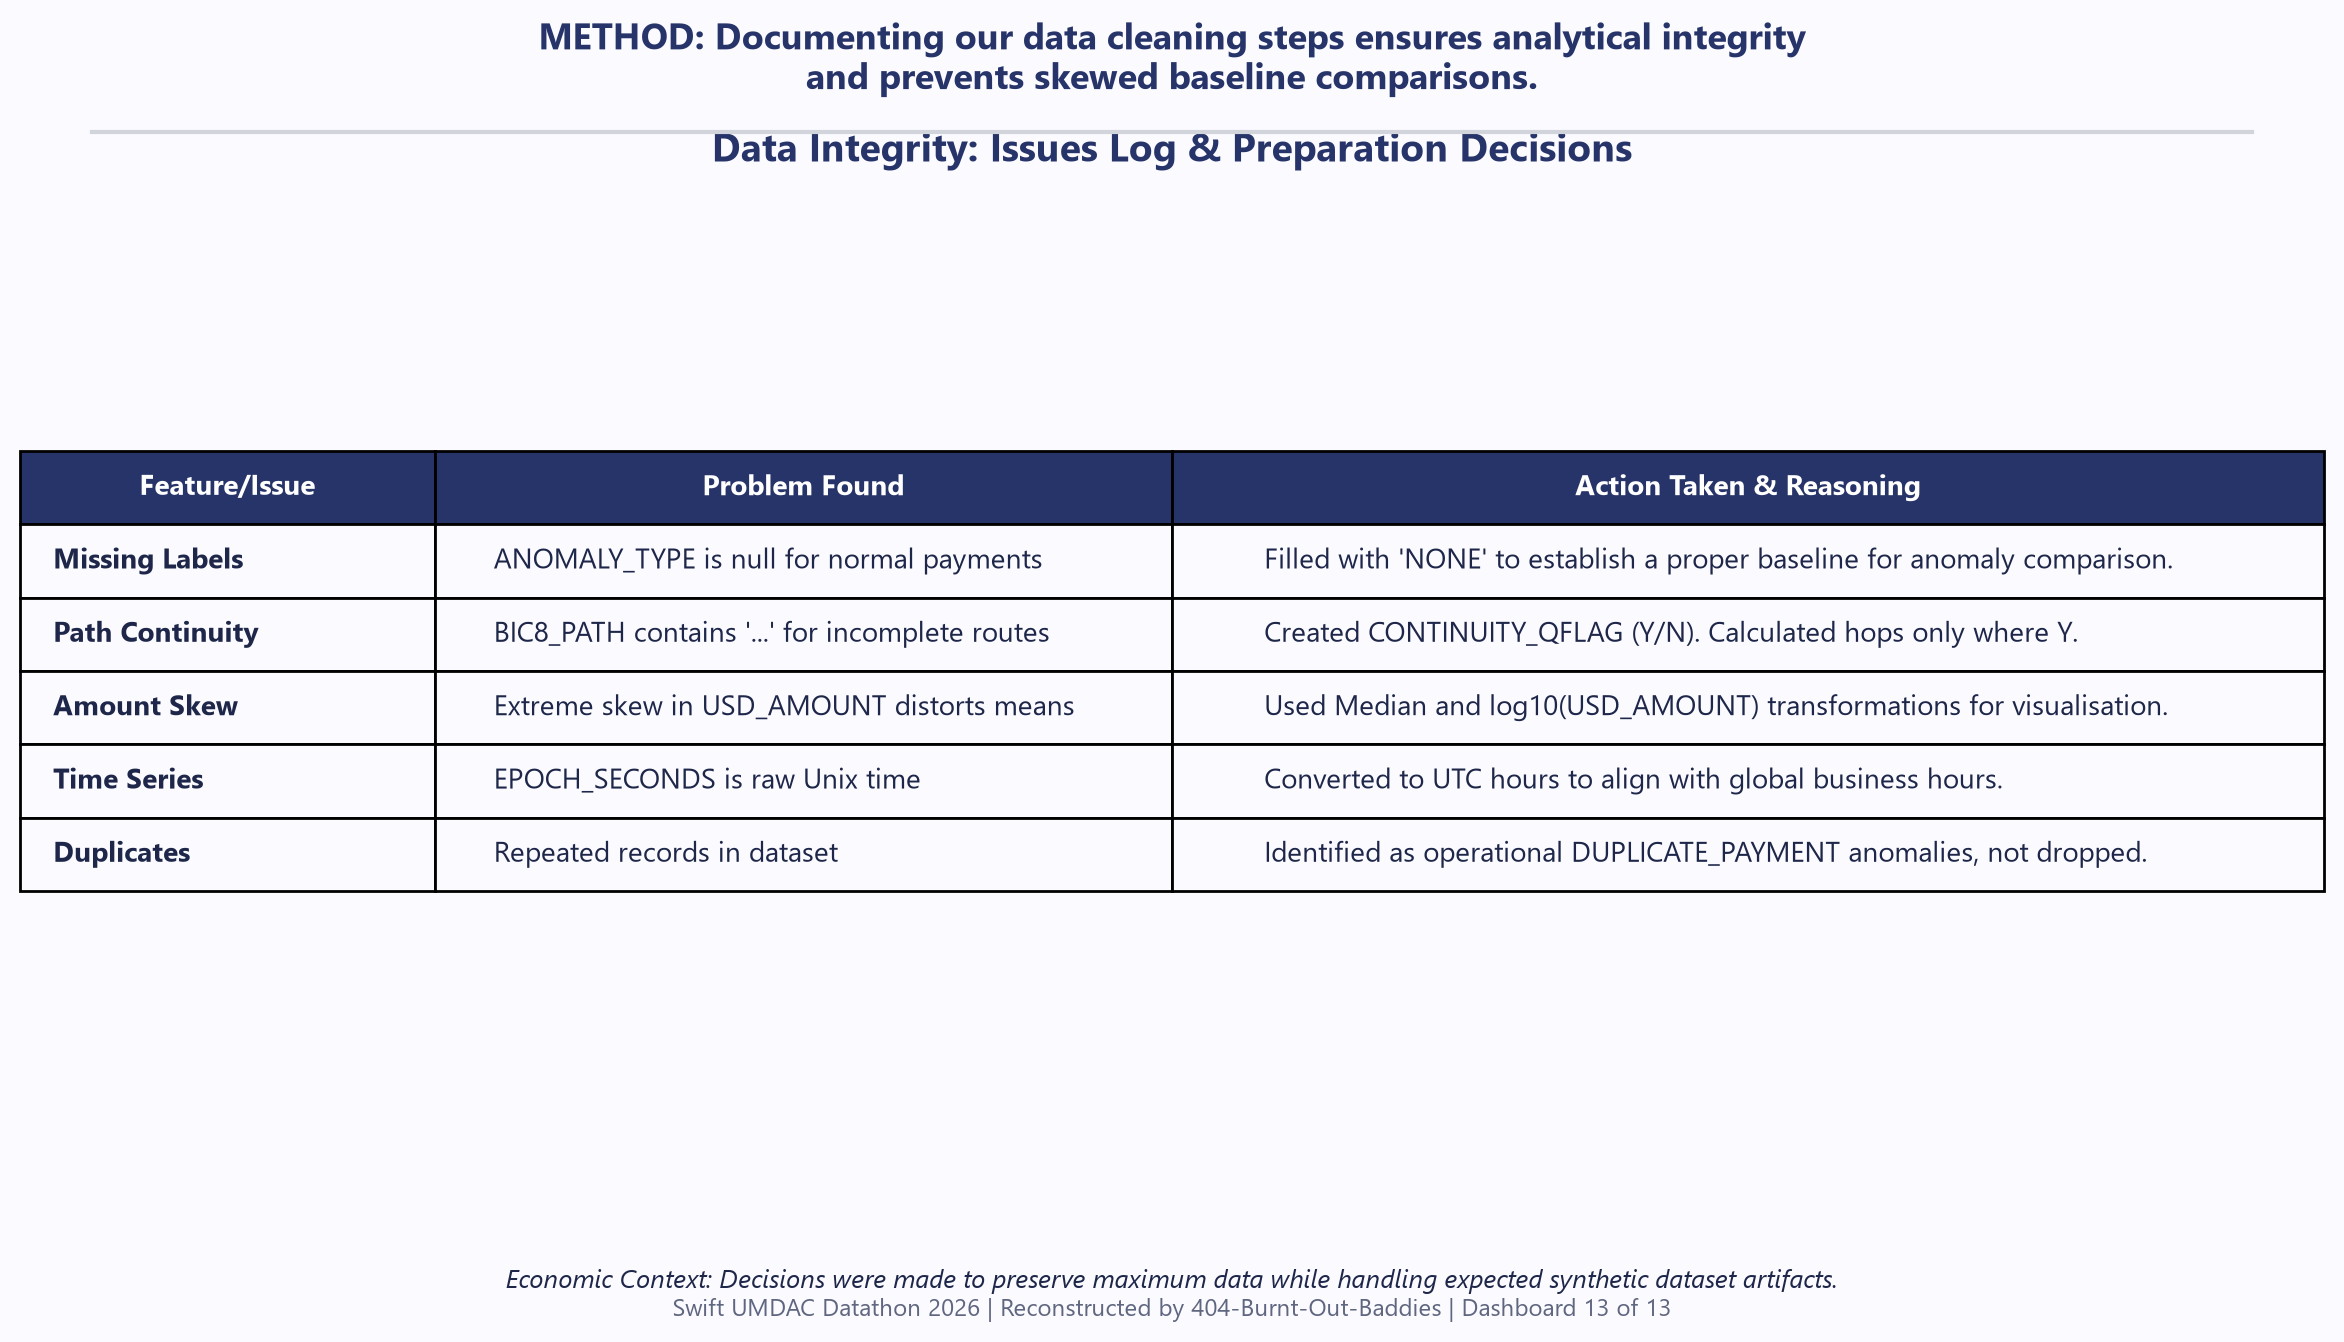 METHOD: Documenting our data cleaning steps ensures analytical integrity
and prevents skewed baseline comparisons.
Data Integrity: Issues Log & Preparation Decisions
Feature/Issue Problem Found Action Taken & Reasoning
Missing Labels ANOMALY_TYPE is null for normal payments Filled with 'NONE' to establish a proper baseline for anomaly comparison.
Path Continuity BIC8_PATH contains '...' for incomplete routes Created CONTINUITY_QFLAG (Y/N). Calculated hops only where Y.
Amount Skew Extreme skew in USD_AMOUNT distorts means Used Median and log10(USD_AMOUNT) transformations for visualisation.
Time Series EPOCH_SECONDS is raw Unix time Converted to UTC hours to align with global business hours.
Duplicates Repeated records in dataset Identified as operational DUPLICATE_PAYMENT anomalies, not dropped.
Economic Context: Decisions were made to preserve maximum data while handling expected synthetic dataset artifacts.
Swift UMDAC Datathon 2026 | Reconstructed by 404-Burnt-Out-Baddies | Dashboard 13 of 13